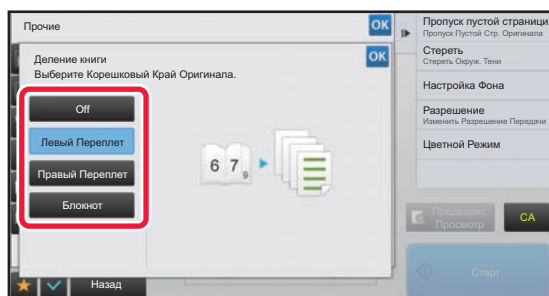 Прочие
OK
Деление книги
Выберите Корешковый Край Оригинала.
OK
Off
Левый Переплет
Правый Переплет
Блокнот
6 7 9
Назад
Пропуск пустой страници
Пропуск Пустой Стр. Оригинала
Стереть
Стереть Окруж. Тени
Настройка Фона
Разрешение
Изменить Разрешение Передачи
Цветной Режим
Предварит.
Просмотр
CA
Старт